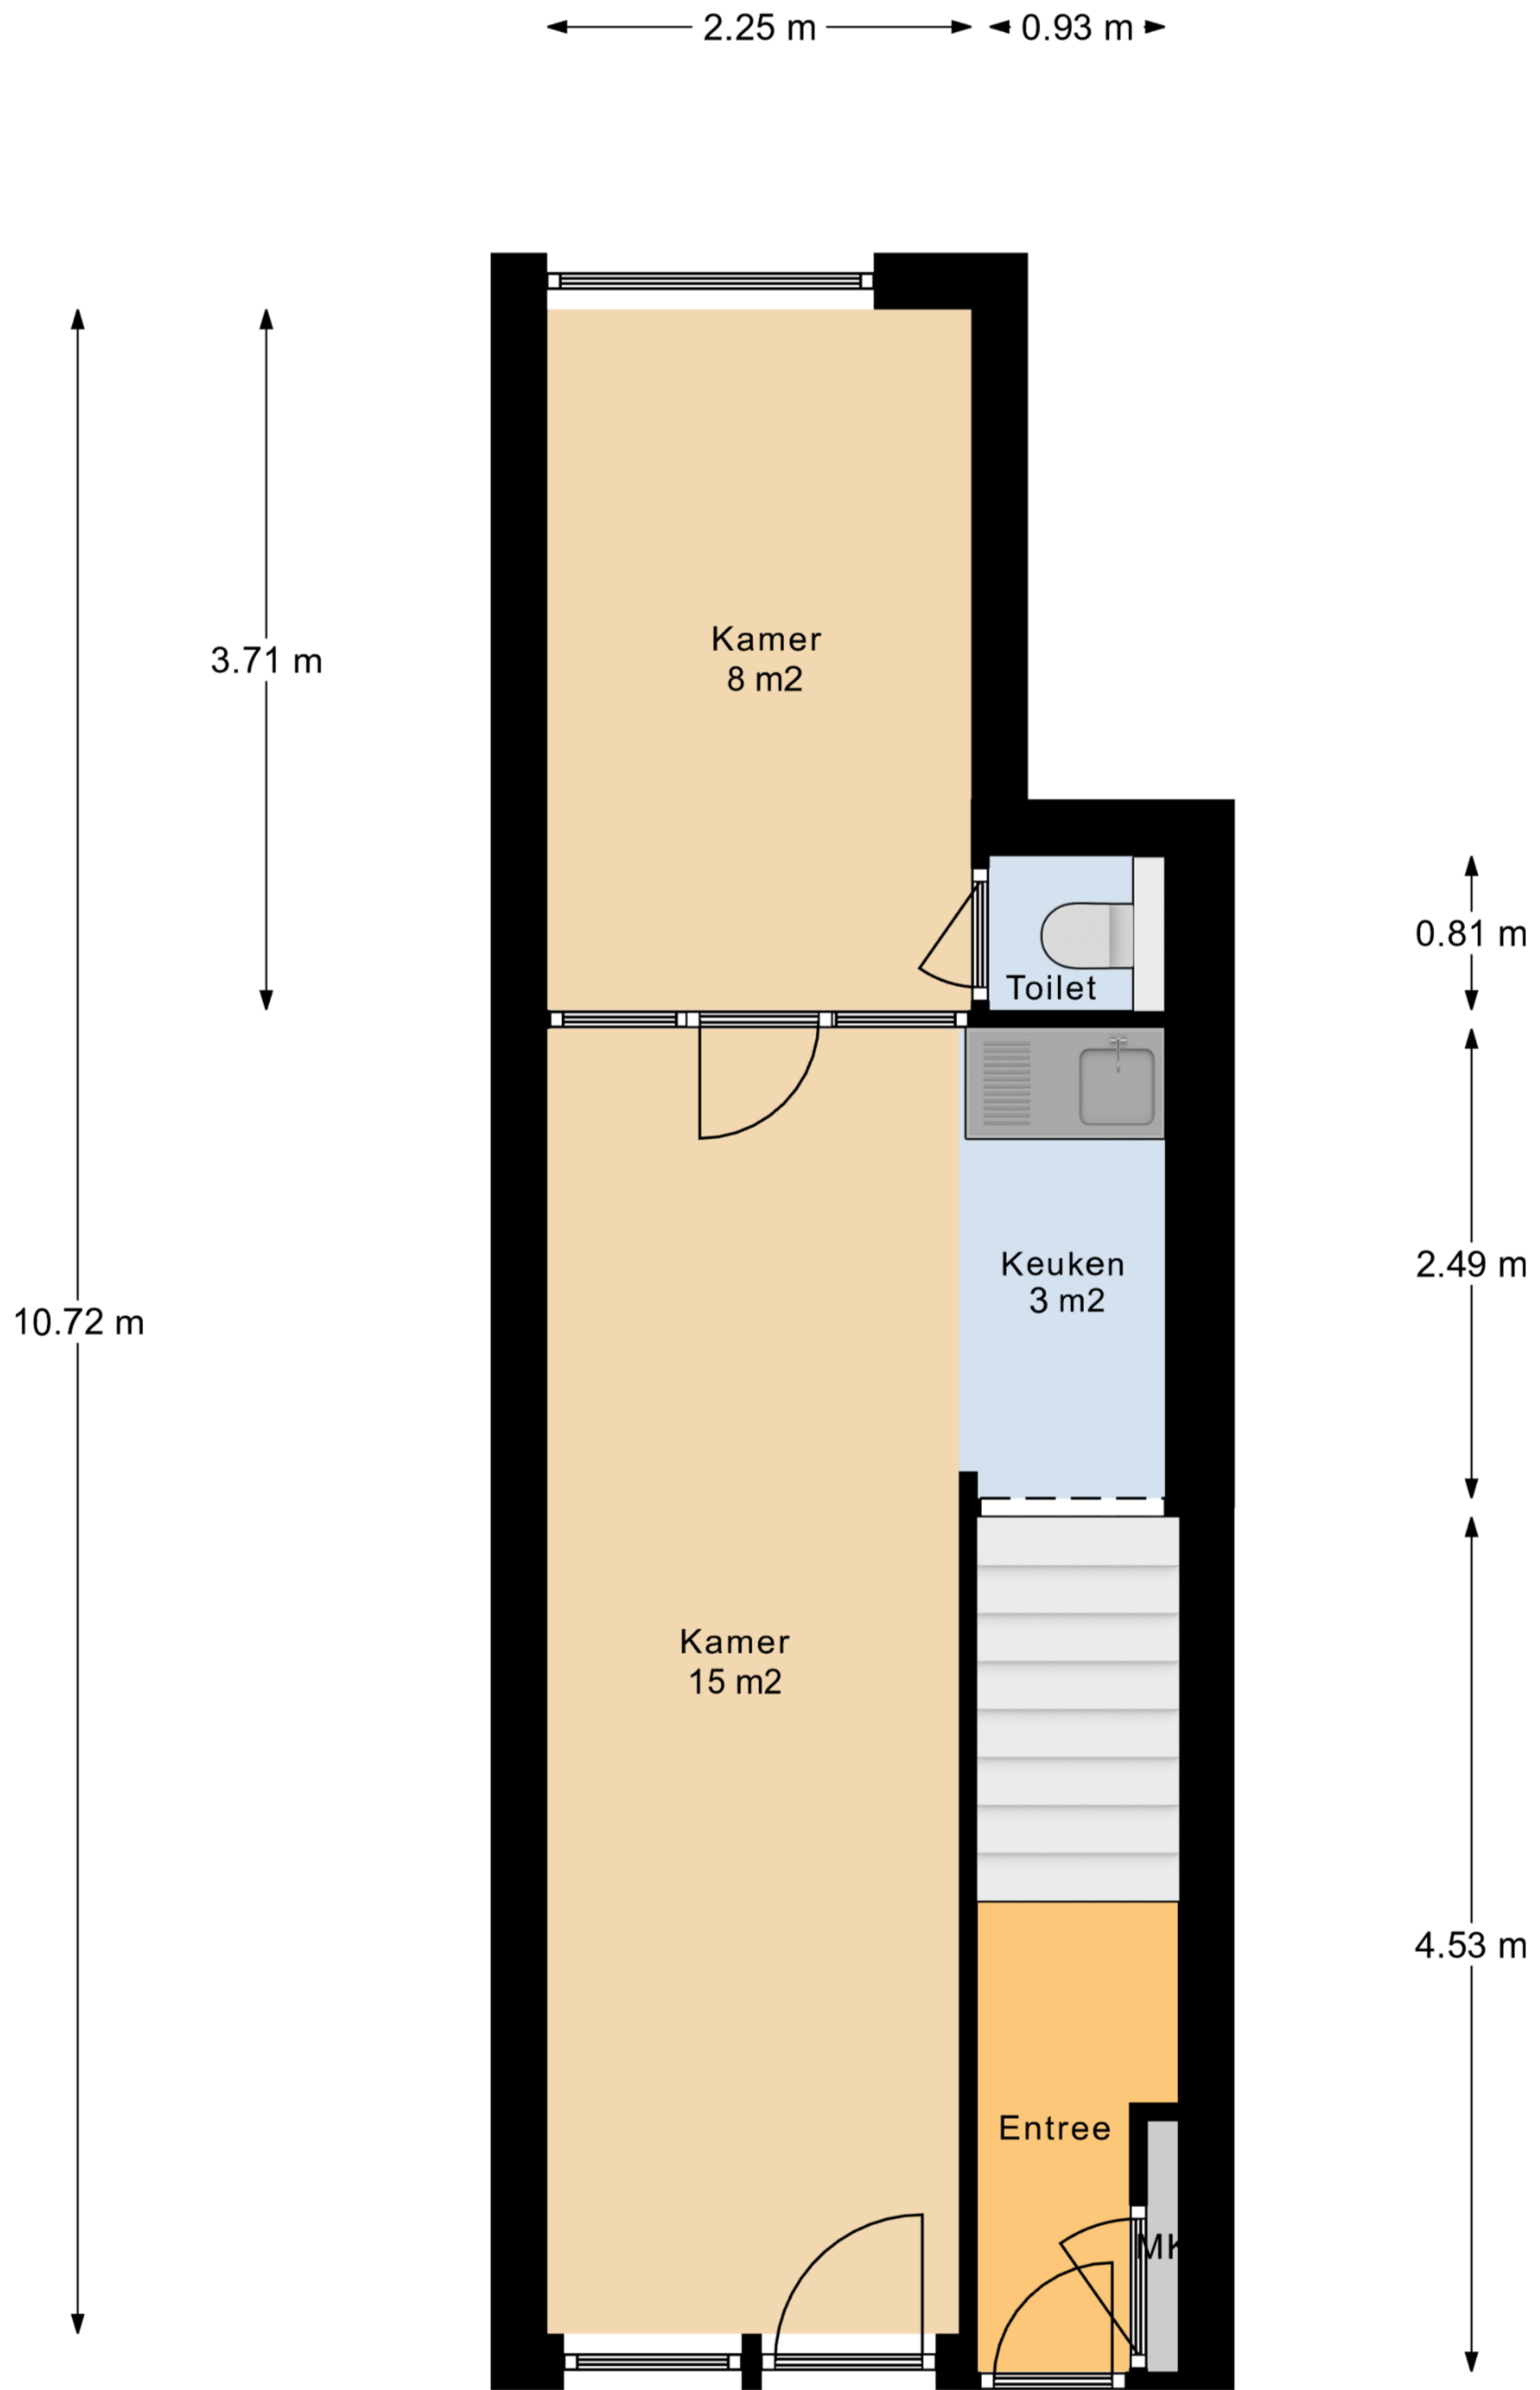 2.25 m
0.93 m
Kamer
8 m2
3.71 m
0.81 m
Toilet
Keuken
3 m2
2.49 m
10.72 m
Kamer
15 m2
4.53 m
Entree
MK